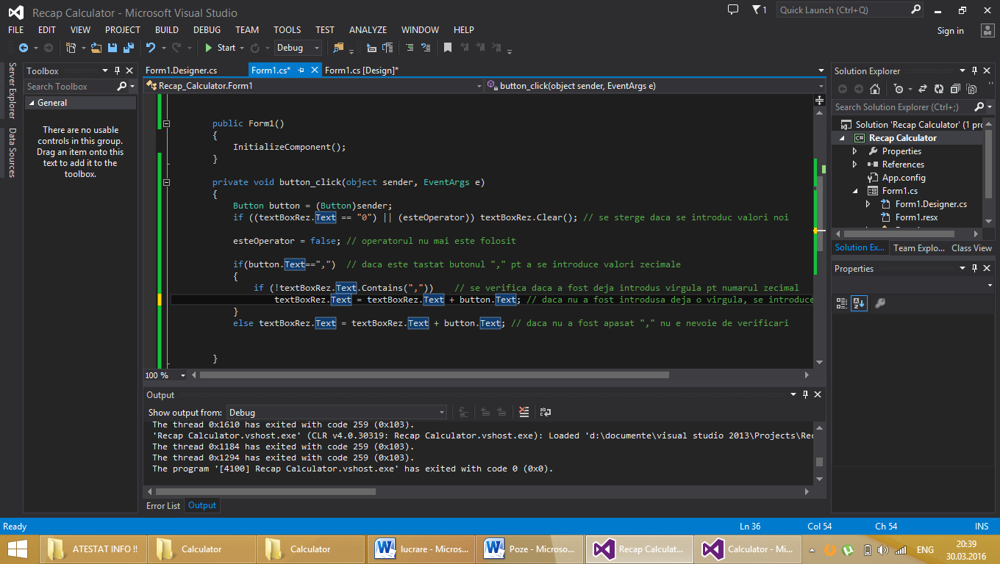 Recap Calculator - Microsoft Visual Studio
1
Quick Launch (Ctrl+Q)
FILE EDIT VIEW PROJECT BUILD DEBUG TEAM TOOLS TEST ANALYZE WINDOW HELP
Sign in
Start
Debug
Server Explorer
Data Sources
Toolbox
Search Toolbox
General
There are no usable
controls in this group.
Drag an item onto this
text to add it to the
toolbox.
Form1.Designer.cs Form1.cs* Form1.cs [Design]*
Recap_Calculator.Form1 button_click(object sender, EventArgs e)
public Form1()
{
InitializeComponent();
}
private void button_click(object sender, EventArgs e)
{
Button button = (Button)sender;
if ((textBoxRez.Text == "0") || (esteOperator)) textBoxRez.Clear(); // se sterge daca se introduc valori noi
esteOperator = false; // operatorul nu mai este folosit
if(button.Text==",") // daca este tastat butonul "," pt a se introduce valori zecimale
{
if (!textBoxRez.Text.Contains(",")) // se verifica daca a fost deja introdus virgula pt numarul zecimal
textBoxRez.Text = textBoxRez.Text + button.Text; // daca nu a fost introdusa deja o virgula, se introduce
}
else textBoxRez.Text = textBoxRez.Text + button.Text; // daca nu a fost apasat "," nu e nevoie de verificari
}
100 %
Output
Show output from: Debug
The thread 0x1610 has exited with code 259 (0x103).
'Recap Calculator.vshost.exe' (CLR v4.0.30319: Recap Calculator.vshost.exe): Loaded 'd:\documente\visual studio 2013\Projects\Rec
The thread 0x1184 has exited with code 259 (0x103).
The thread 0x1294 has exited with code 259 (0x103).
The program '[4100] Recap Calculator.vshost.exe' has exited with code 0 (0x0).
Error List Output
Solution Explorer
Search Solution Explorer (Ctrl+;)
Solution 'Recap Calculator' (1 pro
C# Recap Calculator
Properties
References
App.config
Form1.cs
Form1.Designer.cs
Form1.resx
Solution Ex... Team Explo... Class View
Properties
Ready
Ln 36 Col 54 Ch 54 INS
ATESTAT INFO !! Calculator Calculator lucrare - Micros... Poze - Microso... Recap Calculat... Calculator - Mi...
ENG
20:39
30.03.2016